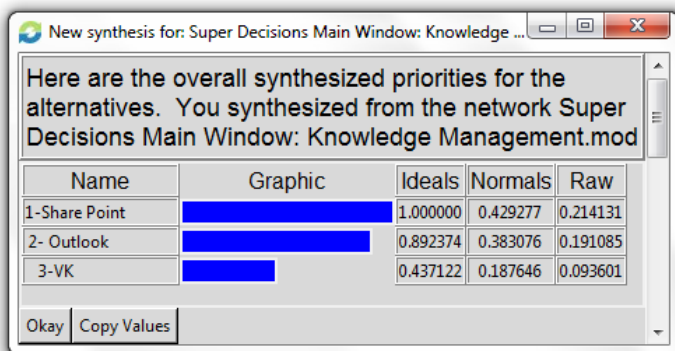 New synthesis for: Super Decisions Main Window: Knowledge ...
Here are the overall synthesized priorities for the
alternatives. You synthesized from the network Super
Decisions Main Window: Knowledge Management.mod
Name Graphic Ideals Normals Raw
1-Share Point 1.000000 0.429277 0.214131
2- Outlook 0.892374 0.383076 0.191085
3-VK 0.437122 0.187646 0.093601
Okay Copy Values